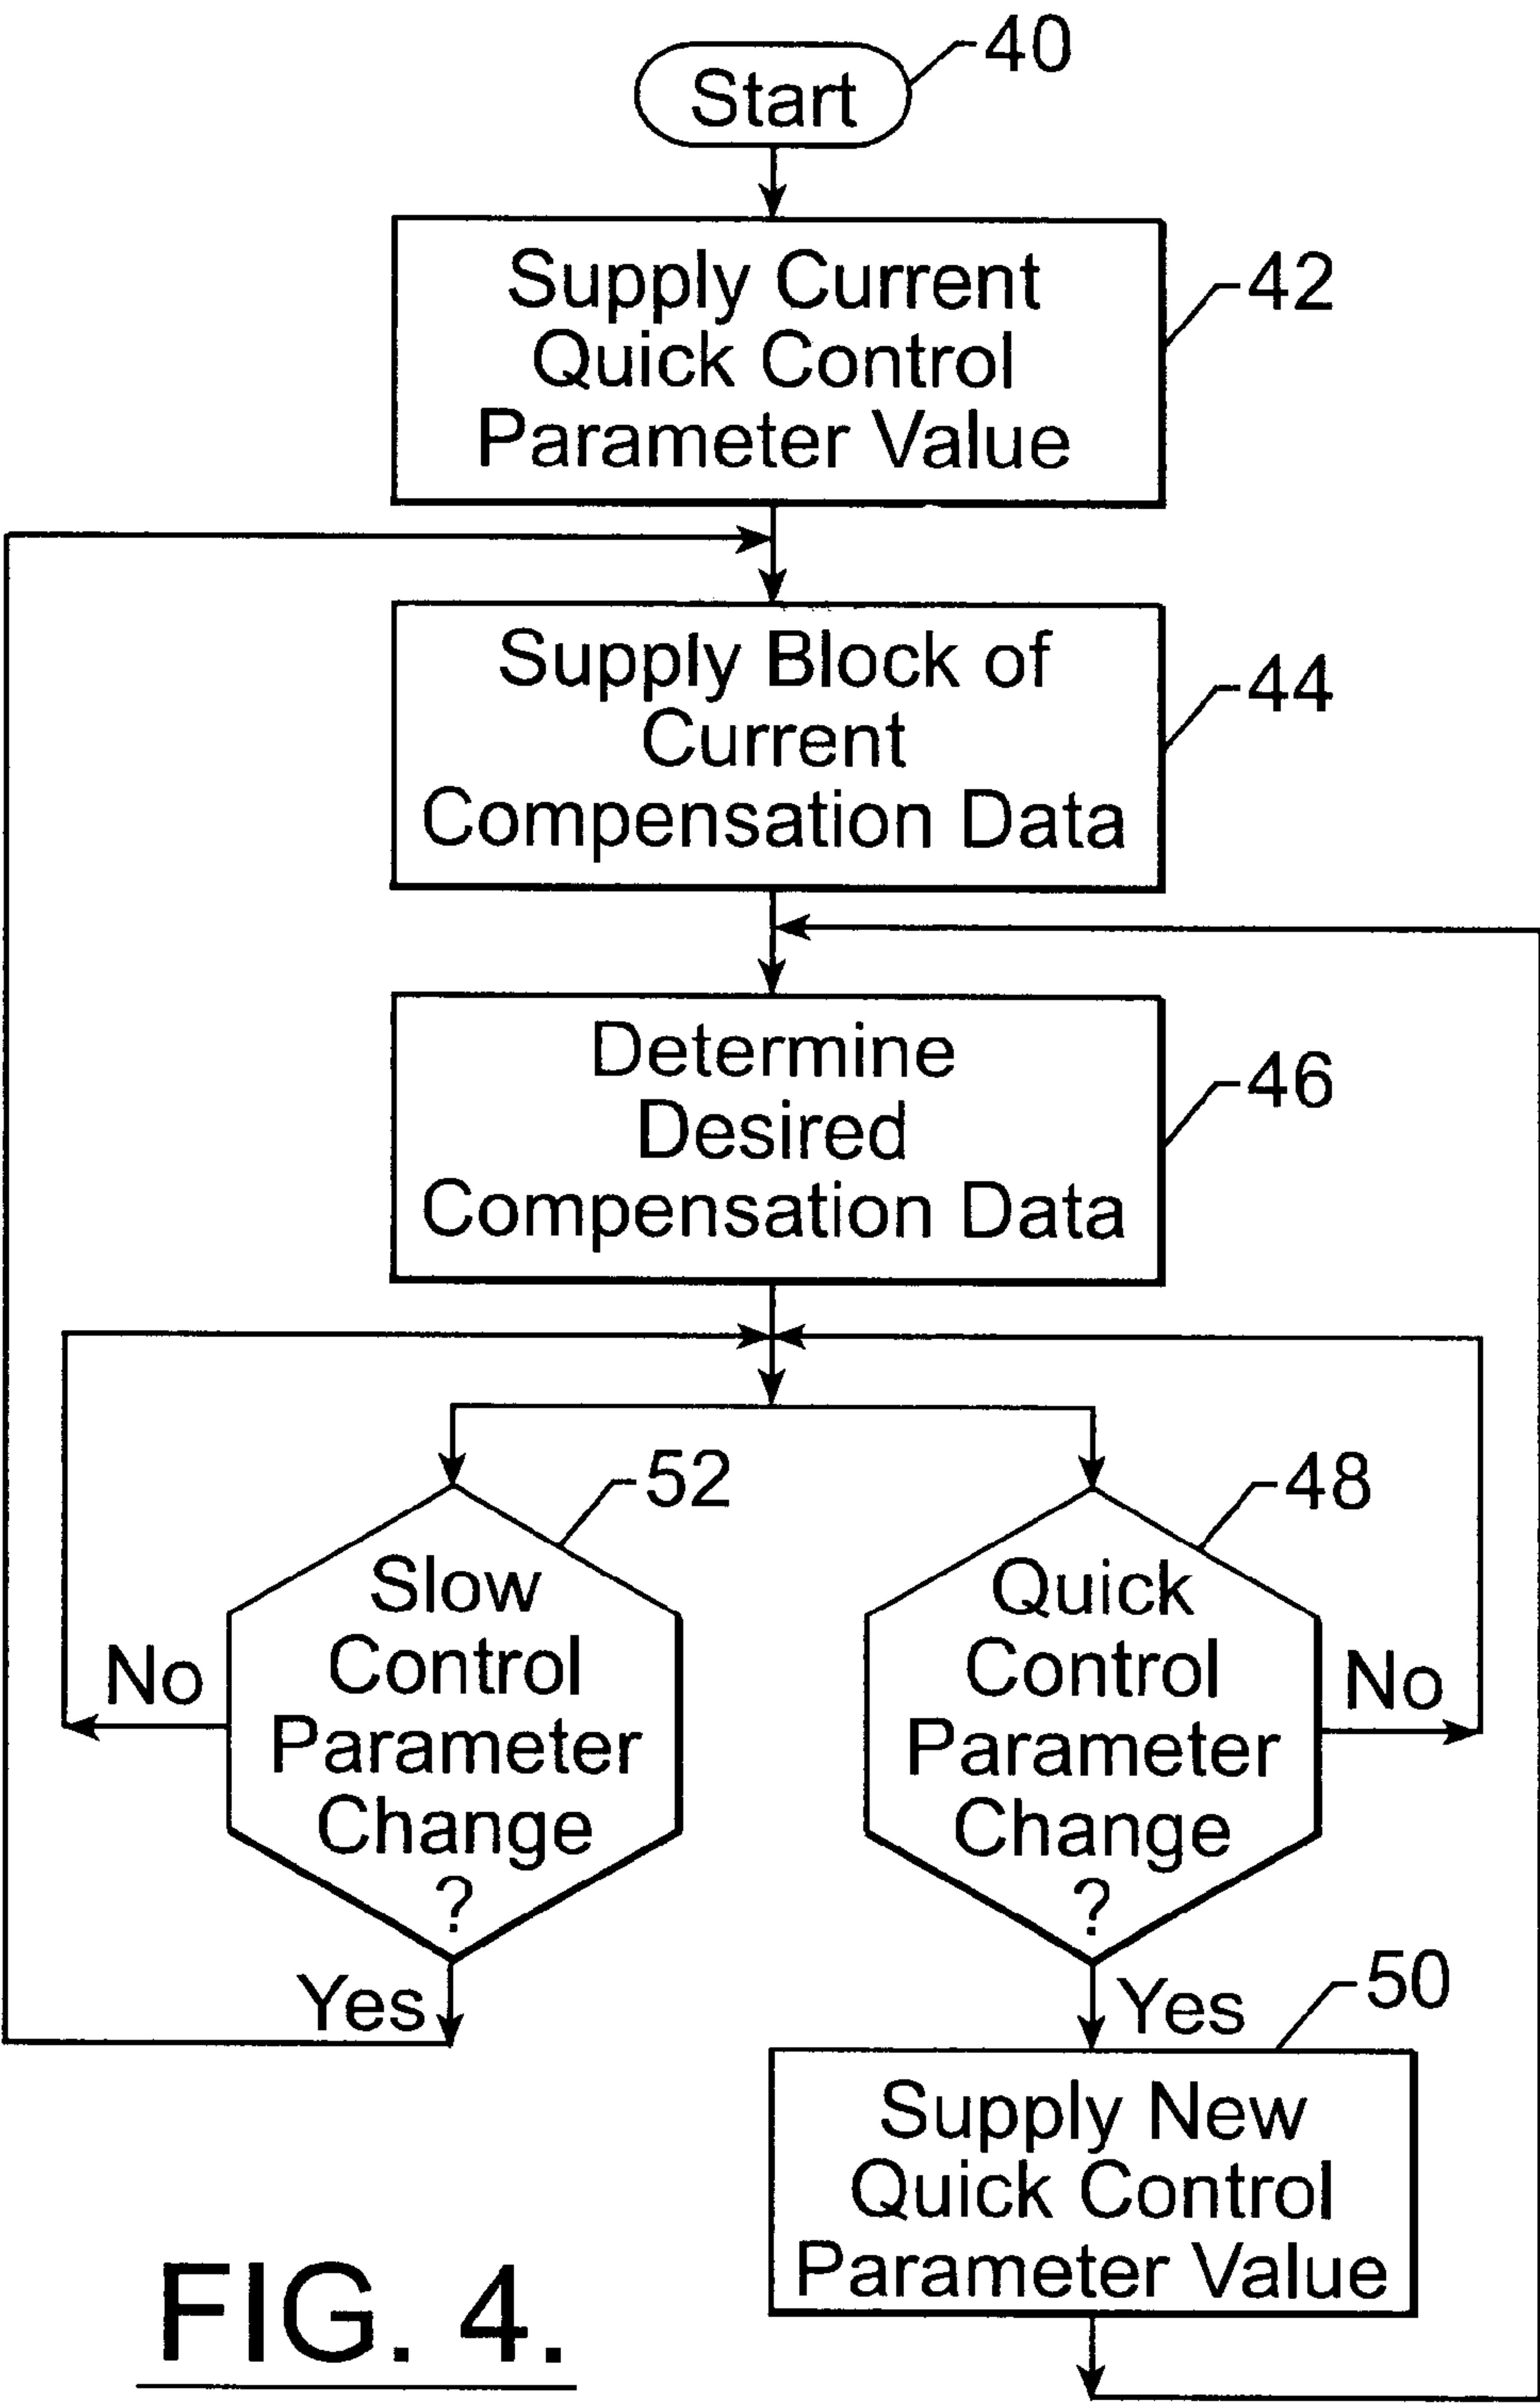 Start
40
Supply Current
Quick Control
Parameter Value
42
Supply Block of
Current
Compensation Data
44
Determine
Desired
Compensation Data
46
52
Slow
Control
Parameter
Change
?
No
Yes
48
Quick
Control
Parameter
Change
?
No
Yes
50
Supply New
Quick Control
Parameter Value
FIG. 4.